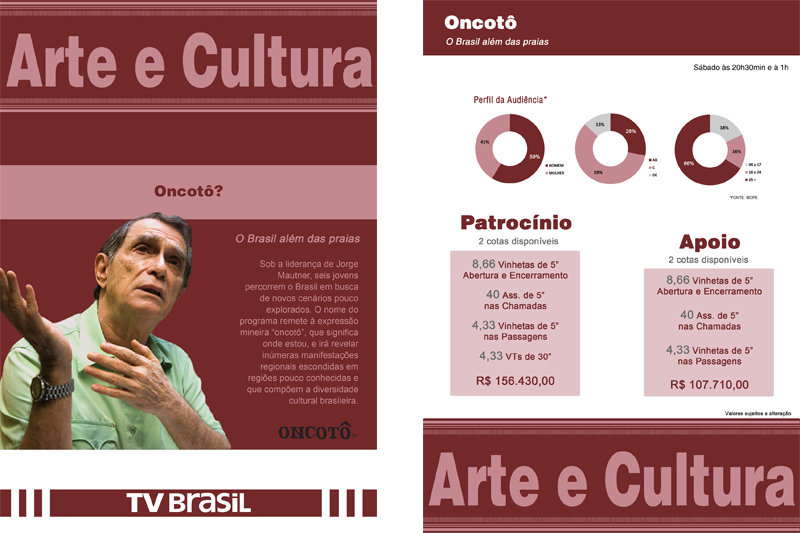 Arte e Cultura
Oncotô?
O Brasil além das praias
Sob a liderança de Jorge
Mautner, seis jovens
percorrem o Brasil em busca
de novos cenários pouco
explorados. O nome do
programa remete à expressão
mineira "oncotô", que significa
onde estou, e irá revelar
inúmeras manifestações
regionais escondidas em
regiões pouco conhecidas e
que compõem a diversidade
cultural brasileira.
ONCOTÔ
TV BRASIL
Oncotô
O Brasil além das praias
Sábado às 20h30min e à 1h
Perfil da Audiência*
41%
59%
HOMEM
MULHER
13%
28%
59%
AB
C
DE
18%
16%
66%
04 a 17
18 a 24
25 +
*FONTE: IBOPE
Patrocínio
2 cotas disponíveis
8,66 Vinhetas de 5"
Abertura e Encerramento
40 Ass. de 5"
nas Chamadas
4,33 Vinhetas de 5"
nas Passagens
4,33 VTs de 30"
R$ 156.430,00
Apoio
2 cotas disponíveis
8,66 Vinhetas de 5"
Abertura e Encerramento
40 Ass. de 5"
nas Chamadas
4,33 Vinhetas de 5"
nas Passagens
R$ 107.710,00
Valores sujeitos a alteração
Arte e Cultura